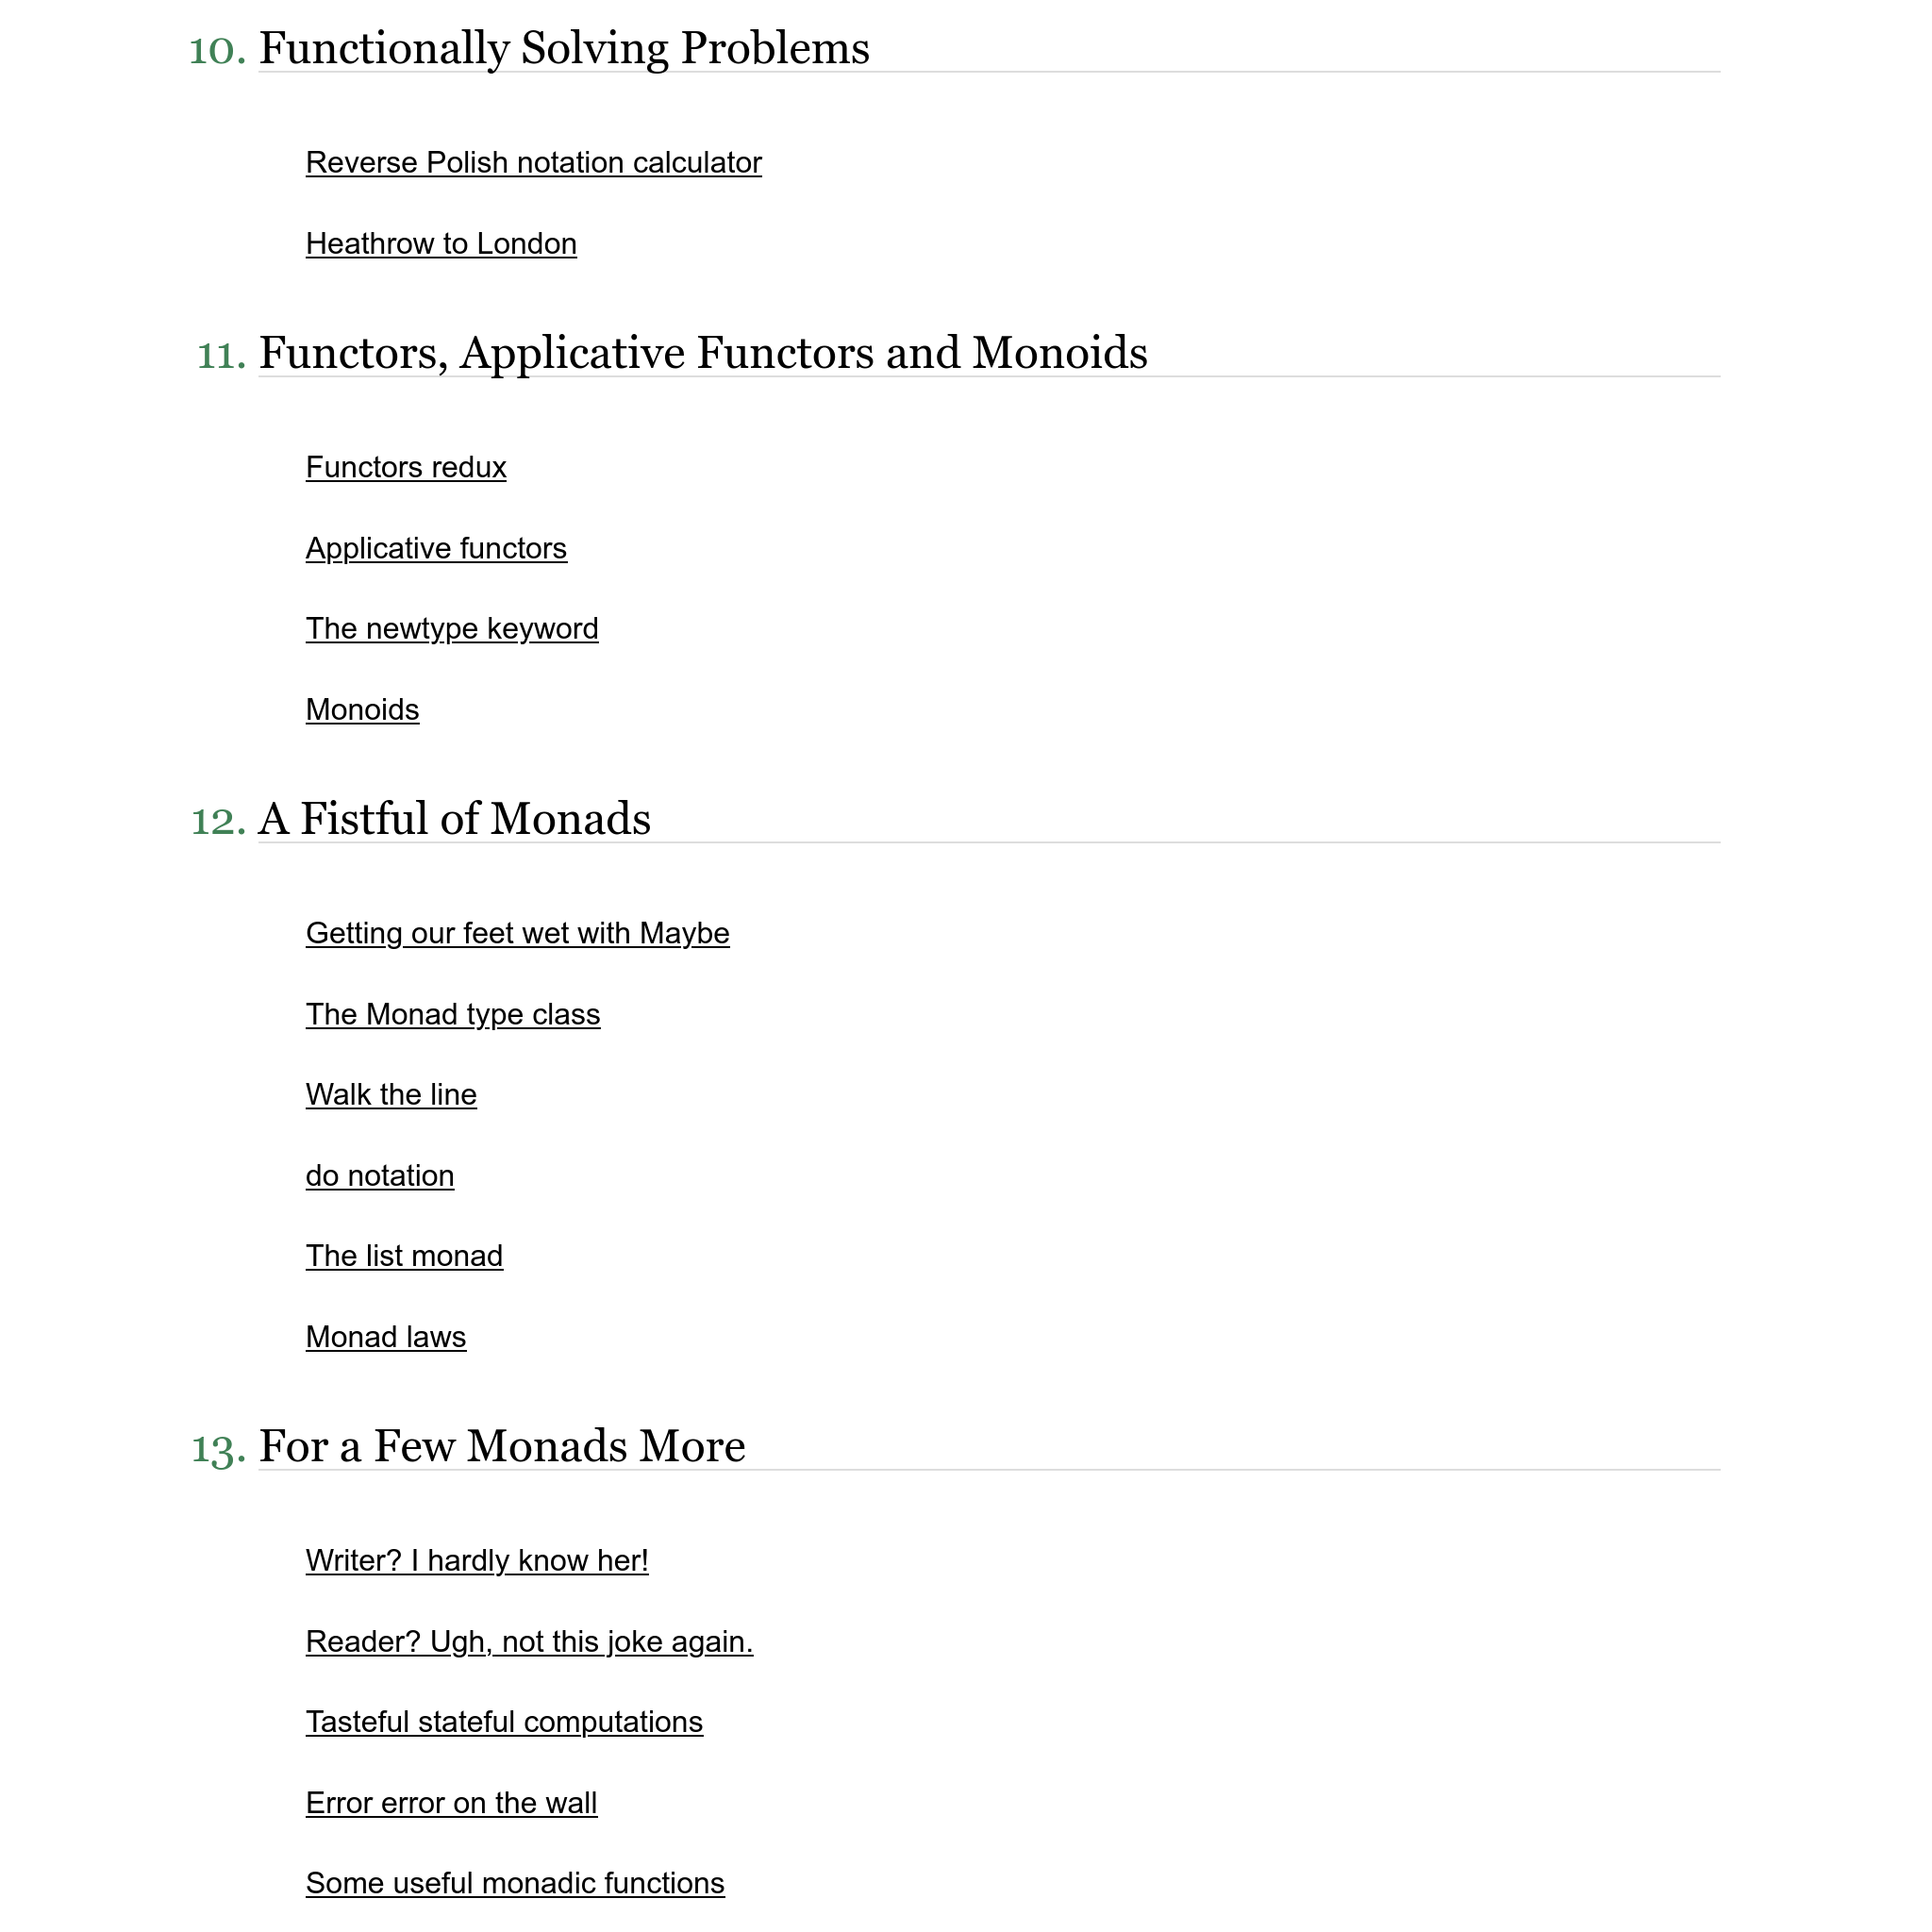 10. Functionally Solving Problems
Reverse Polish notation calculator
Heathrow to London
11. Functors, Applicative Functors and Monoids
Functors redux
Applicative functors
The newtype keyword
Monoids
12. A Fistful of Monads
Getting our feet wet with Maybe
The Monad type class
Walk the line
do notation
The list monad
Monad laws
13. For a Few Monads More
Writer? I hardly know her!
Reader? Ugh, not this joke again.
Tasteful stateful computations
Error error on the wall
Some useful monadic functions